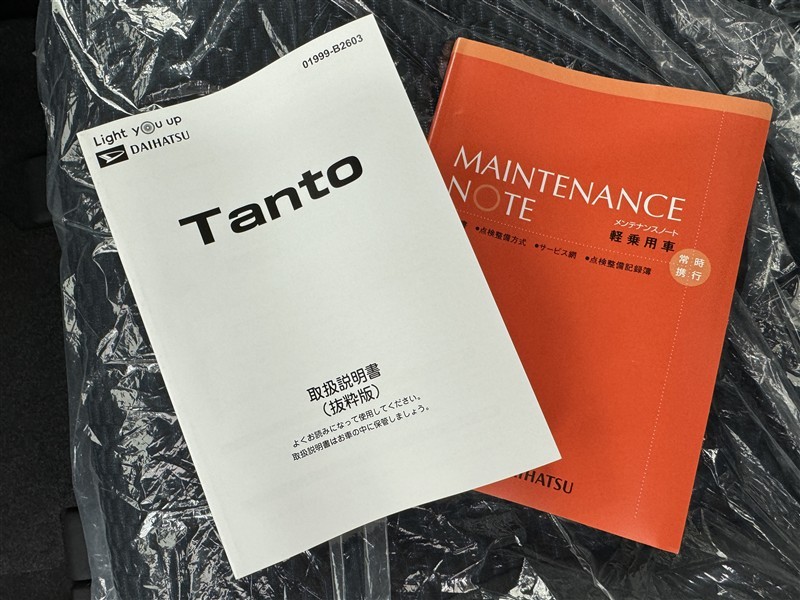 01999-B2603
Light you up
DAIHATSU
Tanto
取扱説明書
(抜粋版)
よくお読みになって使用してください。
取扱説明書はお車の中に保管しましょう。
MAINTENANCE
NOTE
メンテナンスノート
軽乗用車
書 ●点検整備方式 ●サービス網 ●点検整備記録簿
常時
携行
DAIHATSU